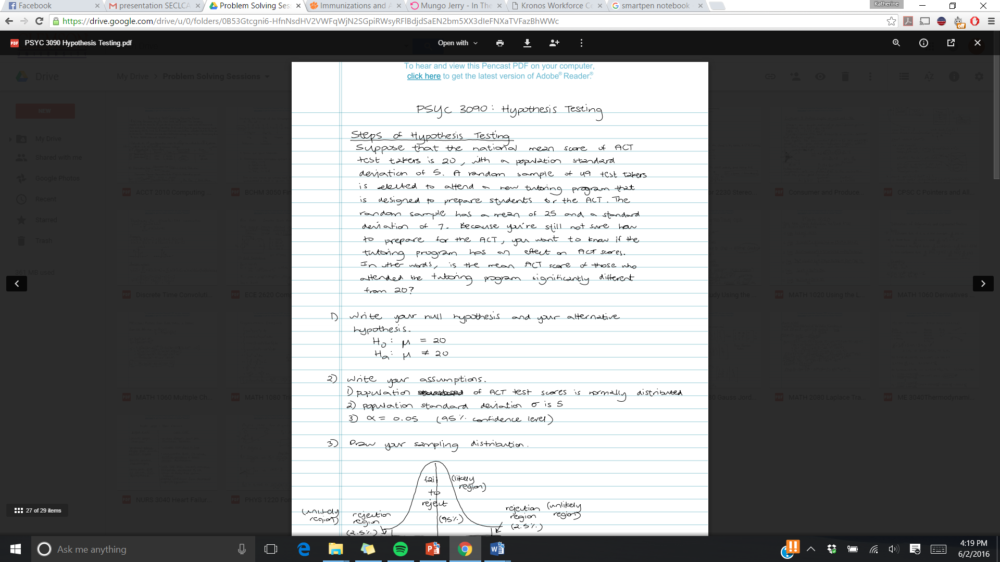 Facebook
presentation SECLCA
Problem Solving Ses
Immunizations and A
Mungo Jerry - In The
Kronos Workforce Ce
smartpen notebook
Katherine
https://drive.google.com/drive/u/0/folders/0B53Gtcgni6-HfnNsdHV2VWFqWjN2SGpiRWsyRFlBdjdSaEN2bm5XX3dIeFNXaTVFazBhWWc
off
PDF PSYC 3090 Hypothesis Testing.pdf
Open with
Drive
My Drive > Problem Solving Sessions
NEW
My Drive
Shared with me
Google Photos
Recent
Starred
Trash
361 MB used
ACCT 2010 Computing ...
BCHM 3050 Fin
or 2230 Stereo...
Consumer and Produce...
CPSC C Pointers and All...
Discrete Time Convoluti...
ECE 2620 Com
udy Using the...
MATH 1020 Using the L...
MATH 1060 Derivatives ...
MATH 1060 Multiple Ch...
MATH 1080 Trig
80 Gauss Jord...
MATH 2080 Laplace Tra...
ME 3040Thermodynami...
NURS 3040 Heart Failur...
PHYS 1220 For
27 of 29 items
To hear and view this Pencast PDF on your computer,
click here to get the latest version of Adobe® Reader.®
PSYC 3090: Hypothesis Testing
Steps of Hypothesis Testing
Suppose that the national mean score of ACT
test takers is 20, with a population standard
deviation of 5. A random sample of 49 test takers
is selected to attend a new tutoring program that
is designed to prepare students for the ACT. The
random sample has a mean of 25 and a standard
deviation of 7. Because you're still not sure how
to prepare for the ACT, you want to know if the
tutoring program has an effect on ACT scores.
In other words, is the mean ACT score of those who
attended the tutoring program significantly different
from 20?
1) Write your null hypothesis and your alternative
hypothesis.
H₀: μ = 20
Hₐ: μ ≠ 20
2) Write your assumptions.
1) population of ACT test scores is normally distributed
2) population standard deviation σ is 5
3) α = 0.05 (95% confidence level)
3) Draw your sampling distribution.
fail
to
reject
(95%)
(likely
region)
(unlikely
region)
rejection
region
(2.5%)
rejection
region
(2.5%)
(unlikely
region)
Ask me anything
4:19 PM
6/2/2016